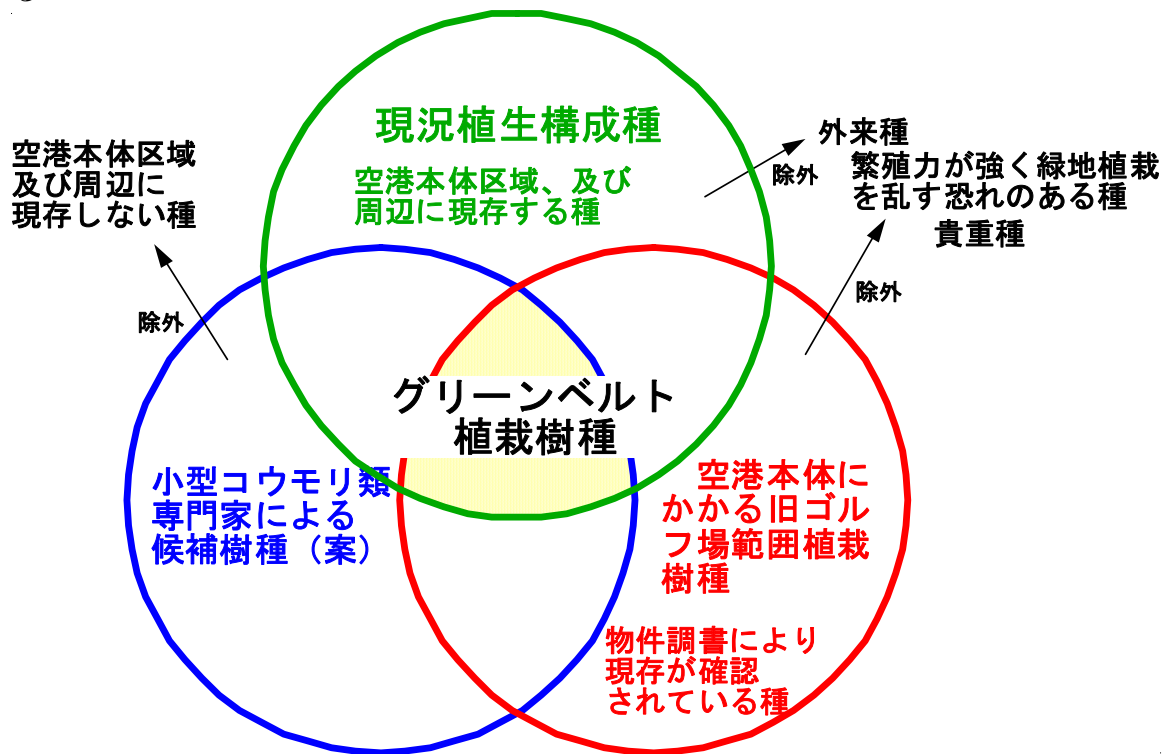 現況植生構成種
空港本体区域、及び
周辺に現存する種
空港本体区域
及び周辺に
現存しない種
除外
外来種
除外
繁殖力が強く緑地植栽
を乱す恐れのある種
貴重種
除外
グリーンベルト
植栽樹種
小型コウモリ類
専門家による
候補樹種（案）
空港本体に
かかる旧ゴル
フ場範囲植栽
樹種
物件調書により
現存が確認
されている種